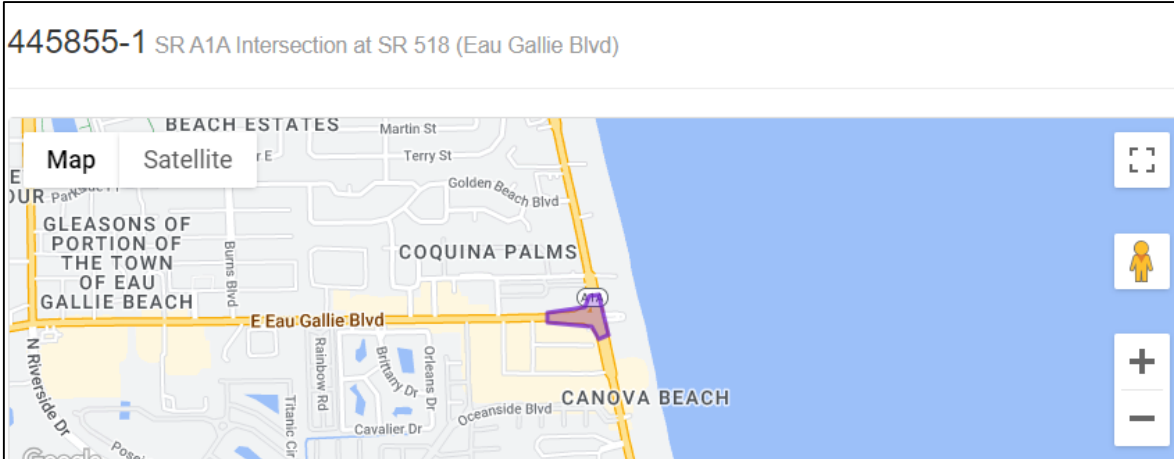 445855-1 SR A1A Intersection at SR 518 (Eau Gallie Blvd)
BEACH ESTATES
Martin St
Map
Satellite
Terry St
Golden Beach Blvd
GLEASONS OF
PORTION OF
THE TOWN
OF EAU
GALLIE BEACH
Burns Blvd
COQUINA PALMS
A1A
E Eau Gallie Blvd
N Riverside Dr
Rainbow Rd
Brittany Dr
Orleans Dr
CANOVA BEACH
Oceanside Blvd
Titanic Cir
Cavalier Dr
Google